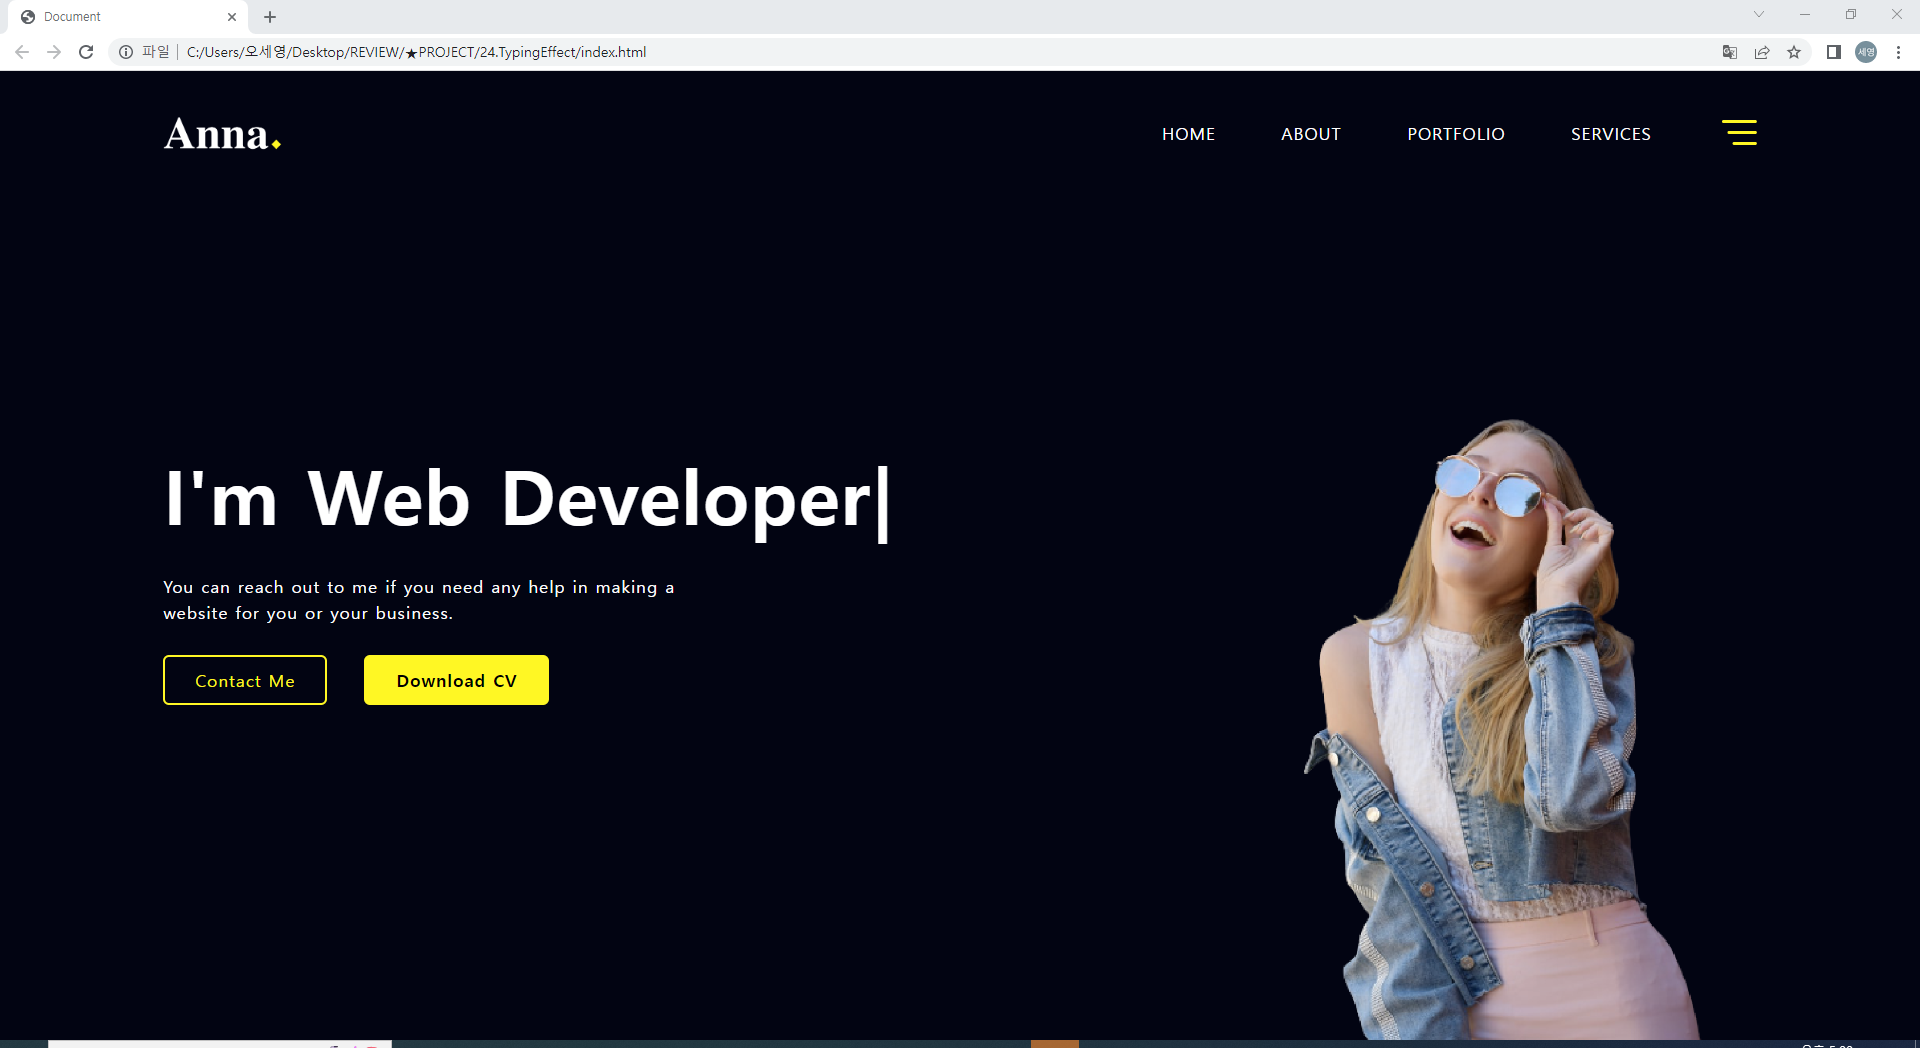 Document
파일
C:/Users/오세영/Desktop/REVIEW/★PROJECT/24.TypingEffect/index.html
세영
Anna.
HOME
ABOUT
PORTFOLIO
SERVICES
I'm Web Developer|
You can reach out to me if you need any help in making a
website for you or your business.
Contact Me
Download CV